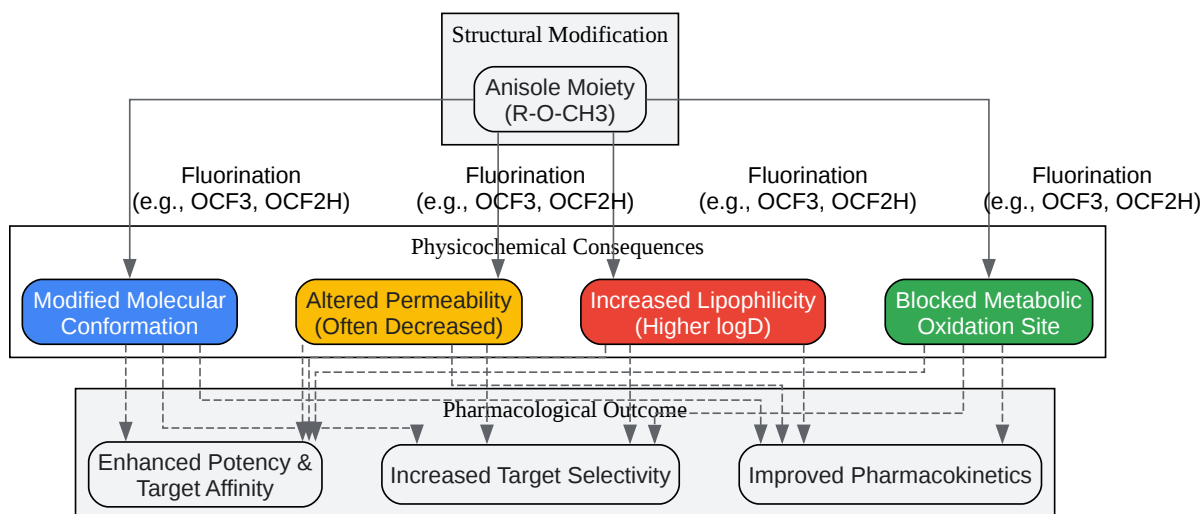 Structural Modification
Anisole Moiety
(R-O-CH3)
Fluorination
(e.g., OCF3, OCF2H)
Fluorination
(e.g., OCF3, OCF2H)
Fluorination
(e.g., OCF3, OCF2H)
Fluorination
(e.g., OCF3, OCF2H)
Physicochemical Consequences
Modified Molecular
Conformation
Altered Permeability
(Often Decreased)
Increased Lipophilicity
(Higher logD)
Blocked Metabolic
Oxidation Site
Pharmacological Outcome
Enhanced Potency &
Target Affinity
Increased Target Selectivity
Improved Pharmacokinetics